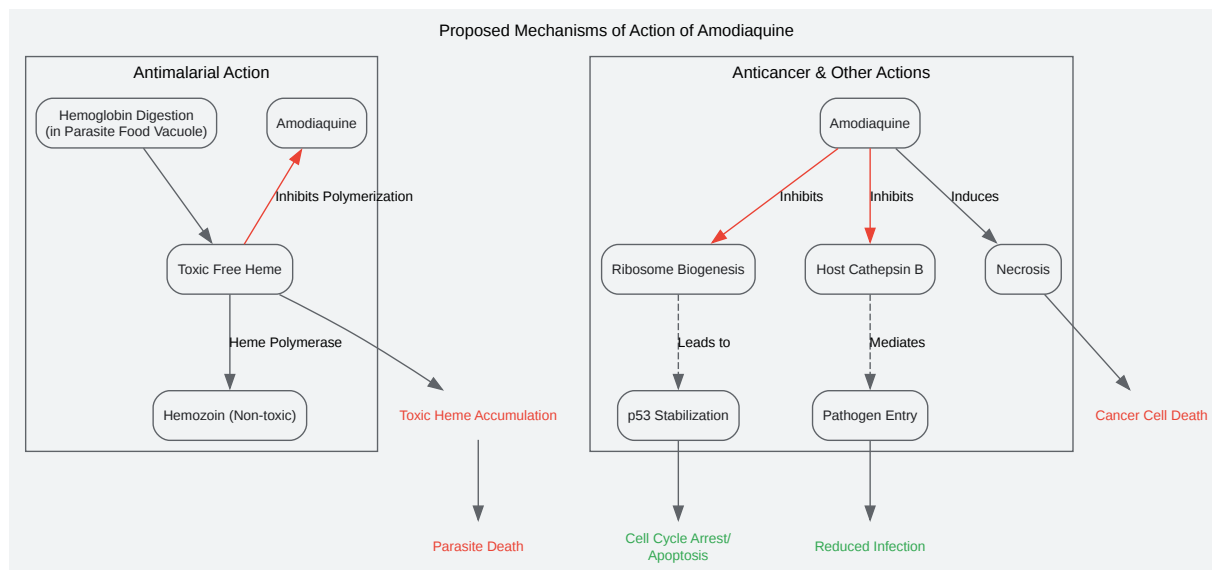 Proposed Mechanisms of Action of Amodiaquine
Antimalarial Action
Hemoglobin Digestion
(in Parasite Food Vacuole)
Amodiaquine
Inhibits Polymerization
Toxic Free Heme
Heme Polymerase
Hemozoin (Non-toxic)
Toxic Heme Accumulation
Parasite Death
Anticancer & Other Actions
Amodiaquine
Inhibits
Inhibits
Induces
Ribosome Biogenesis
Host Cathepsin B
Necrosis
Leads to
Mediates
p53 Stabilization
Pathogen Entry
Cancer Cell Death
Cell Cycle Arrest/
Apoptosis
Reduced Infection